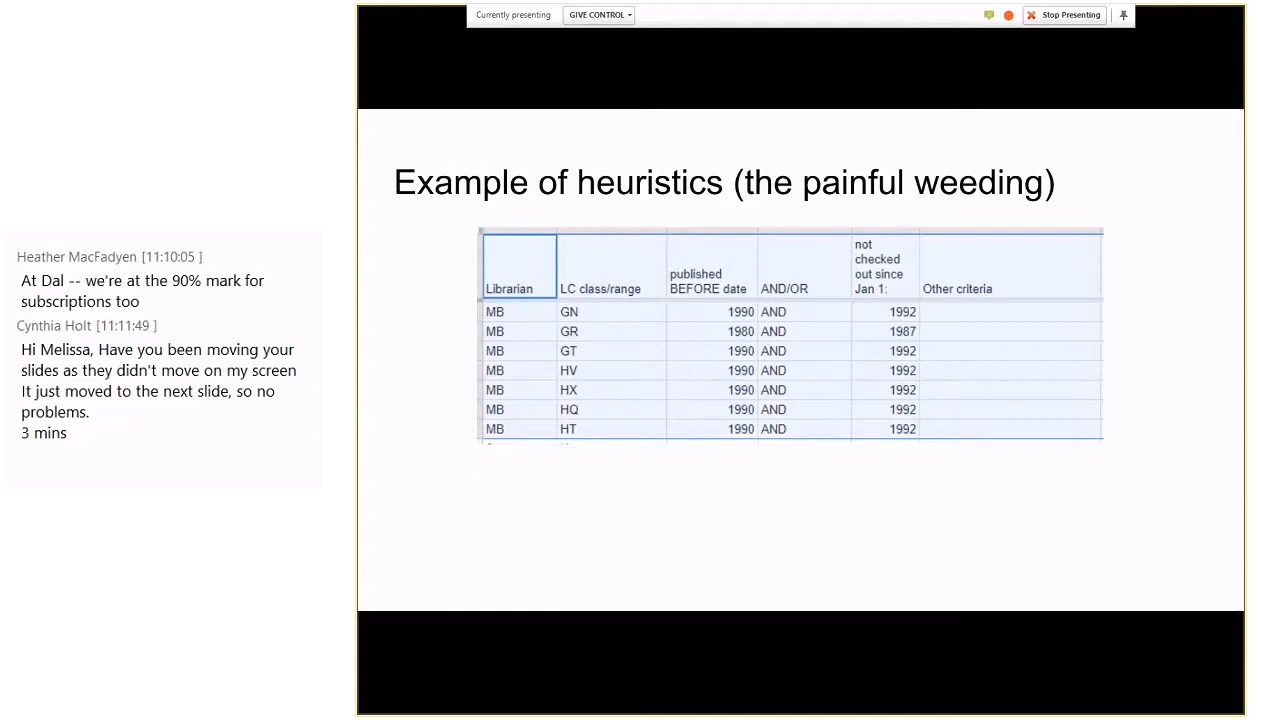 Currently presenting GIVE CONTROL Stop Presenting
Heather MacFadyen [11:10:05 ]
At Dal -- we're at the 90% mark for
subscriptions too
Cynthia Holt [11:11:49 ]
Hi Melissa, Have you been moving your
slides as they didn't move on my screen
It just moved to the next slide, so no
problems.
3 mins
Example of heuristics (the painful weeding)
Librarian LC class/range published BEFORE date AND/OR not checked out since Jan 1: Other criteria
MB GN 1990 AND 1992
MB GR 1980 AND 1987
MB GT 1990 AND 1992
MB HV 1990 AND 1992
MB HX 1990 AND 1992
MB HQ 1990 AND 1992
MB HT 1990 AND 1992